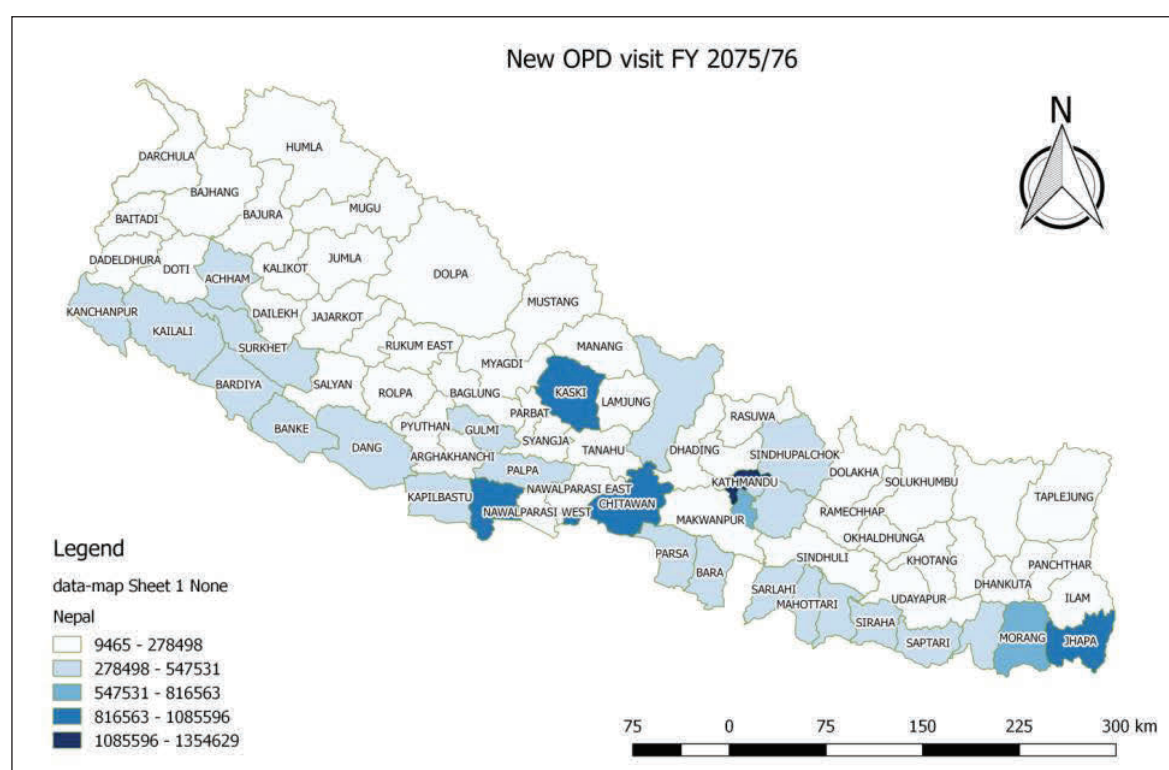 New OPD visit FY 2075/76
N
HUMLA
DARCHULA
BAJHANG
MUGU
BAJURA
BAITADI
JUMLA
DADELDHURA
DOTI
KALIKOT
ACHHAM
DOLPA
MUSTANG
KANCHANPUR
DAILEKH
JAJARKOT
KAILALI
SURKHET
RUKUM EAST
MANANG
MYAGDI
BARDIYA
SALYAN
ROLPA
BAGLUNG
KASKI
LAMJUNG
PARBAT
RASUWA
BANKE
PYUTHAN
GULMI
SYANGJA
DANG
ARGHAKHANCHI
TANAHU
DHADING
SINDHUPALCHOK
PALPA
DOLAKHA
KATHMANDU
SOLUKHUMBU
KAPILBASTU
NAWALPARASI EAST
TAPLEJUNG
CHITAWAN
NAWALPARASI WEST
RAMECHHAP
MAKWANPUR
OKHALDHUNGA
PARSA
SINDHULI
KHOTANG
PANCHTHAR
BARA
DHANKUTA
SARLAHI
UDAYAPUR
ILAM
MAHOTTARI
SIRAHA
SAPTARI
MORANG
JHAPA
Legend
data-map Sheet 1 None
Nepal
9465 - 278498
278498 - 547531
547531 - 816563
816563 - 1085596
1085596 - 1354629
75 0 75 150 225 300 km